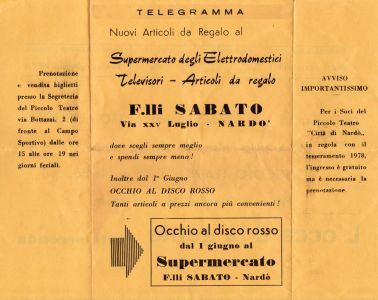 Prenotazione
e vendita biglietti
presso la Segreteria
del Piccolo Teatro
via Bottazzi, 2 (di
fronte al Campo
Sportivo) dalle ore
15 alle ore 19 nei
giorni feriali.
TELEGRAMMA
Nuovi Articoli da Regalo al
Supermercato degli Elettrodomestici
Televisori - Articoli da regalo
F.lli SABATO
Via XXV Luglio - NARDO'
dove scegli sempre meglio
e spendi sempre meno!
Inoltre dal 1° Giugno
OCCHIO AL DISCO ROSSO
Tanti articoli a prezzi ancora più convenienti!
Occhio al disco rosso
dal 1 giugno al
Supermercato
F.lli SABATO - Nardò
AVVISO
IMPORTANTISSIMO
Per i Soci del
Piccolo Teatro
"Città di Nardò„
in regola con il
tesseramento 1978,
l'ingresso è gratuito
ma è necessaria la
prenotazione.